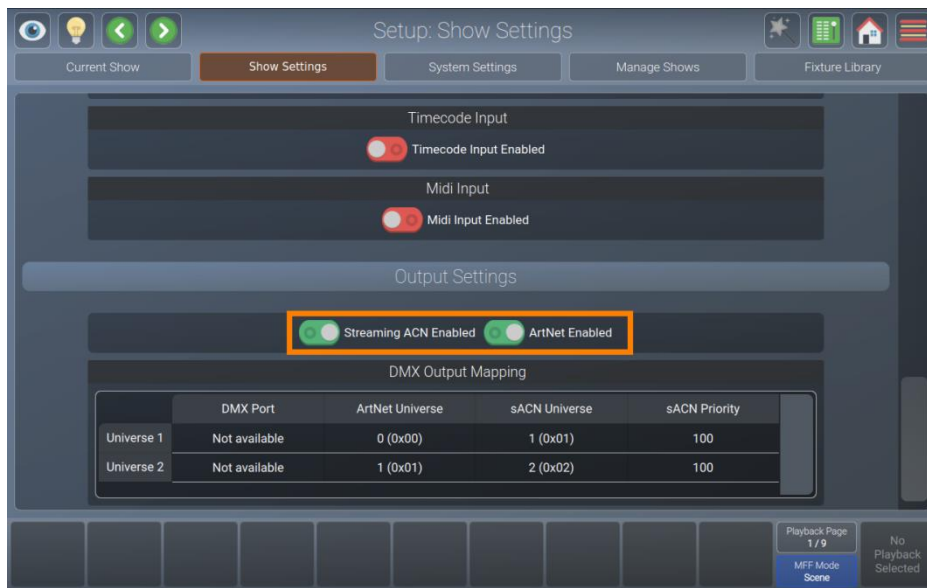 Setup: Show Settings
Current Show Show Settings System Settings Manage Shows Fixture Library
Timecode Input
Timecode Input Enabled
Midi Input
Midi Input Enabled
Output Settings
Streaming ACN Enabled ArtNet Enabled
DMX Output Mapping
DMX Port ArtNet Universe sACN Universe sACN Priority
Universe 1 Not available 0 (0x00) 1 (0x01) 100
Universe 2 Not available 1 (0x01) 2 (0x02) 100
Playback Page
1 / 9
MFF Mode
Scene
No
Playback
Selected